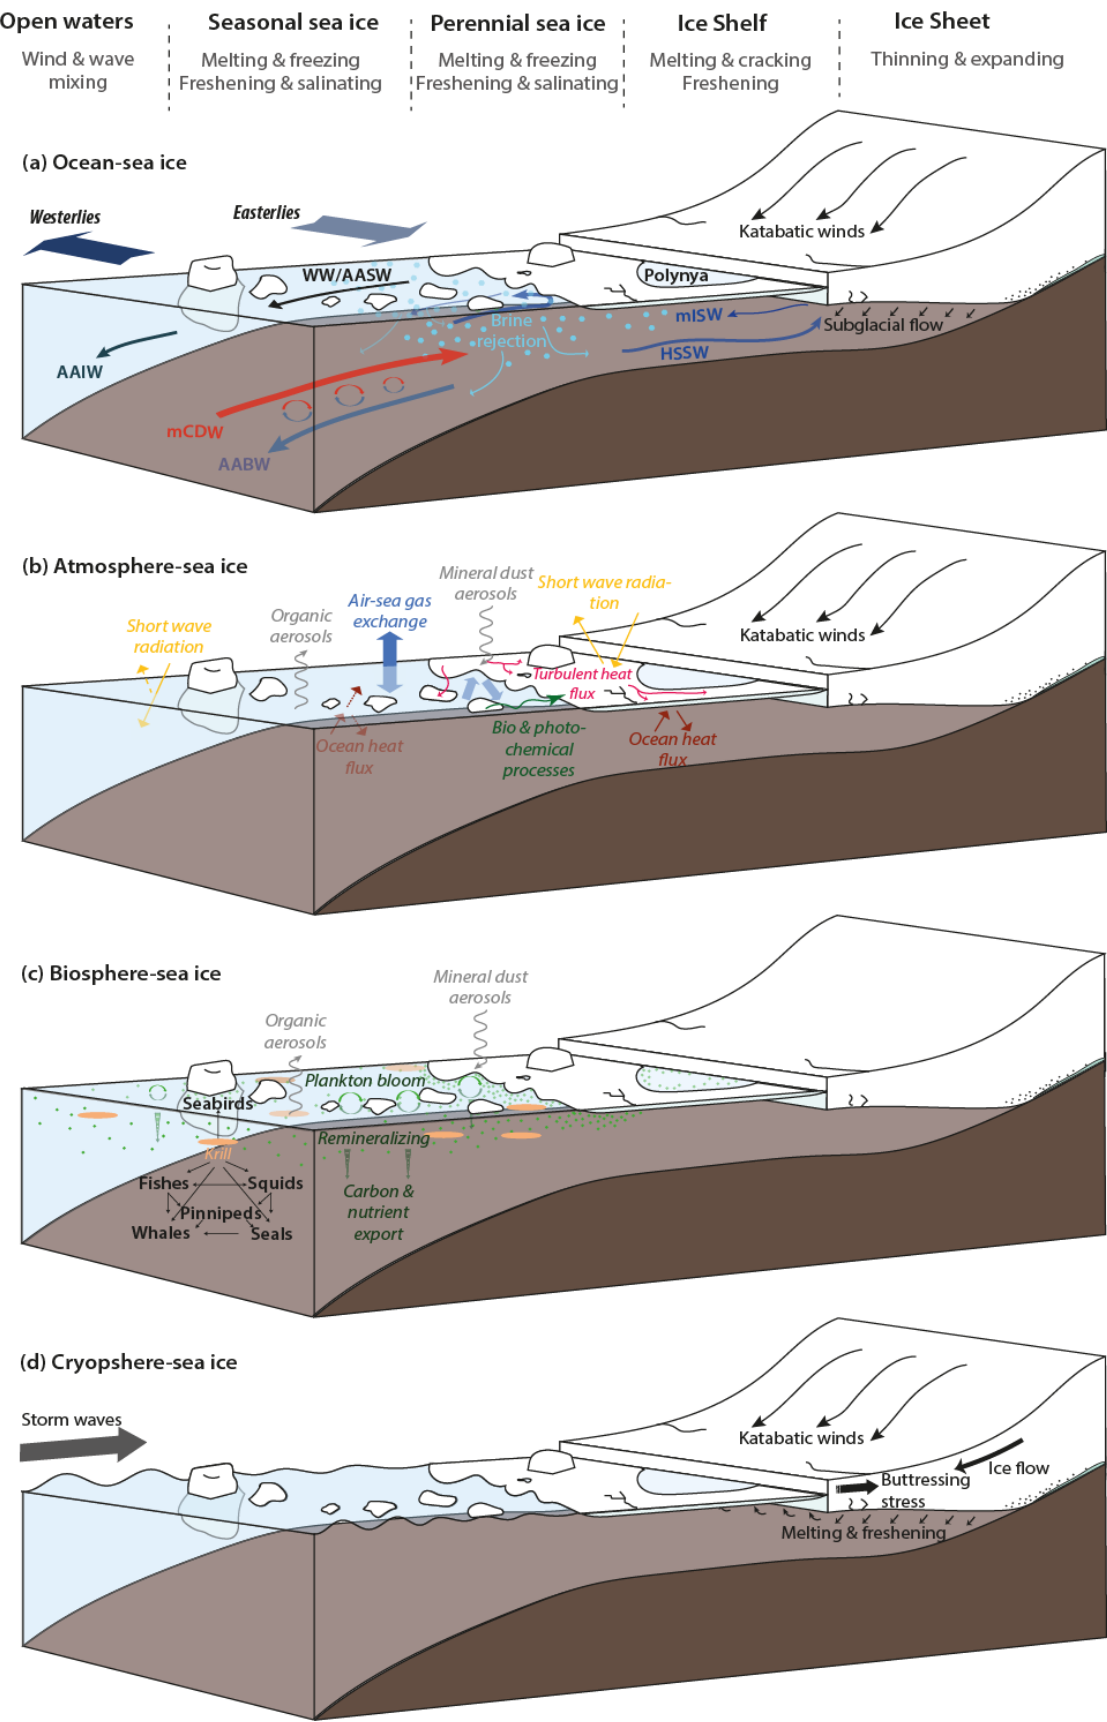 Open waters
Seasonal sea ice
Perennial sea ice
Ice Shelf
Ice Sheet
Wind & wave
mixing
Melting & freezing
Freshening & salinating
Melting & freezing
Freshening & salinating
Melting & cracking
Freshening
Thinning & expanding
(a) Ocean-sea ice
Westerlies
Easterlies
Katabatic winds
WW/AASW
Polynya
mISW
Brine
rejection
Subglacial flow
HSSW
AAIW
mCDW
AABW
(b) Atmosphere-sea ice
Short wave
radiation
Organic
aerosols
Air-sea gas
exchange
Mineral dust
aerosols
Short wave radia-
tion
Katabatic winds
Turbulent heat
flux
Ocean heat
flux
Bio & photo-
chemical
processes
Ocean heat
flux
(c) Biosphere-sea ice
Organic
aerosols
Mineral dust
aerosols
Plankton bloom
Seabirds
Remineralizing
Krill
Fishes
Squids
Pinnipeds
Whales
Seals
Carbon &
nutrient
export
(d) Cryopshere-sea ice
Storm waves
Katabatic winds
Ice flow
Buttressing
stress
Melting & freshening